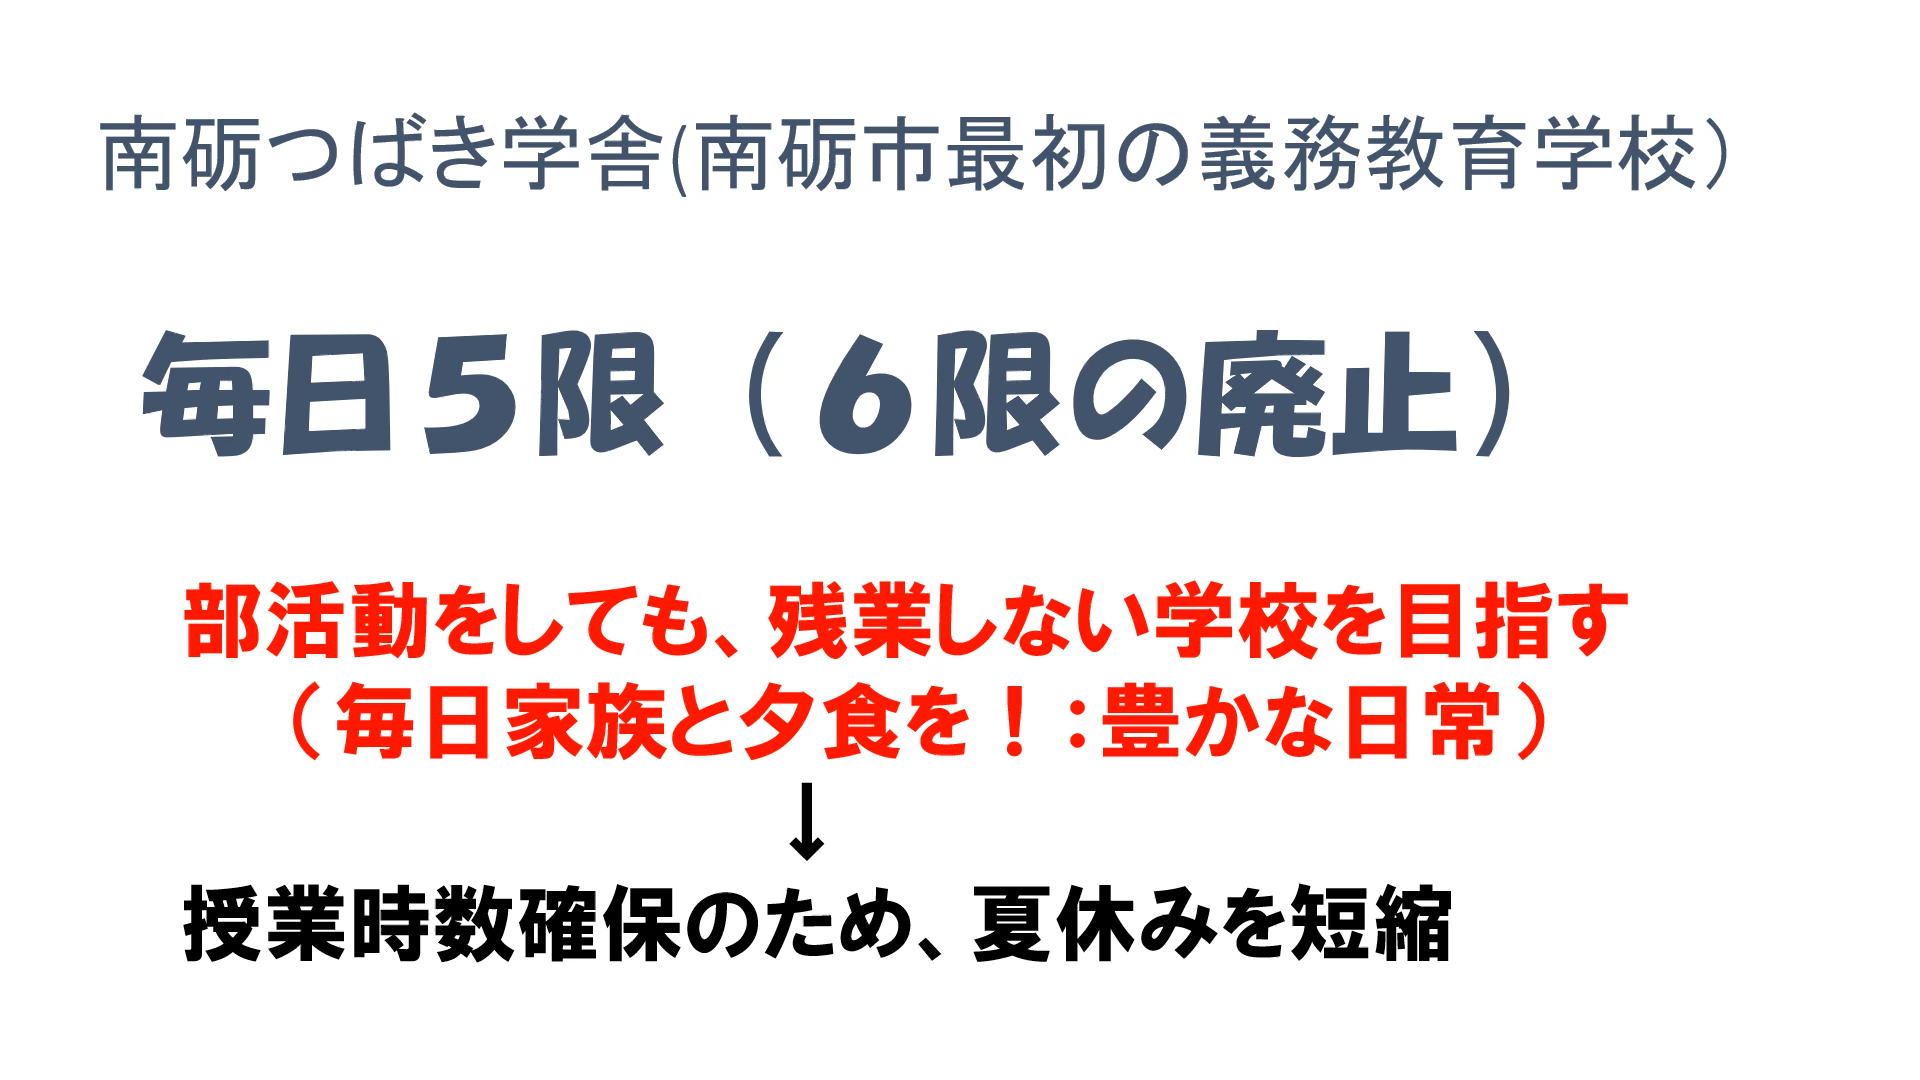 南砺つばき学舎(南砺市最初の義務教育学校）
毎日５限（６限の廃止）
部活動をしても、残業しない学校を目指す
（毎日家族と夕食を！：豊かな日常）
↓
授業時数確保のため、夏休みを短縮